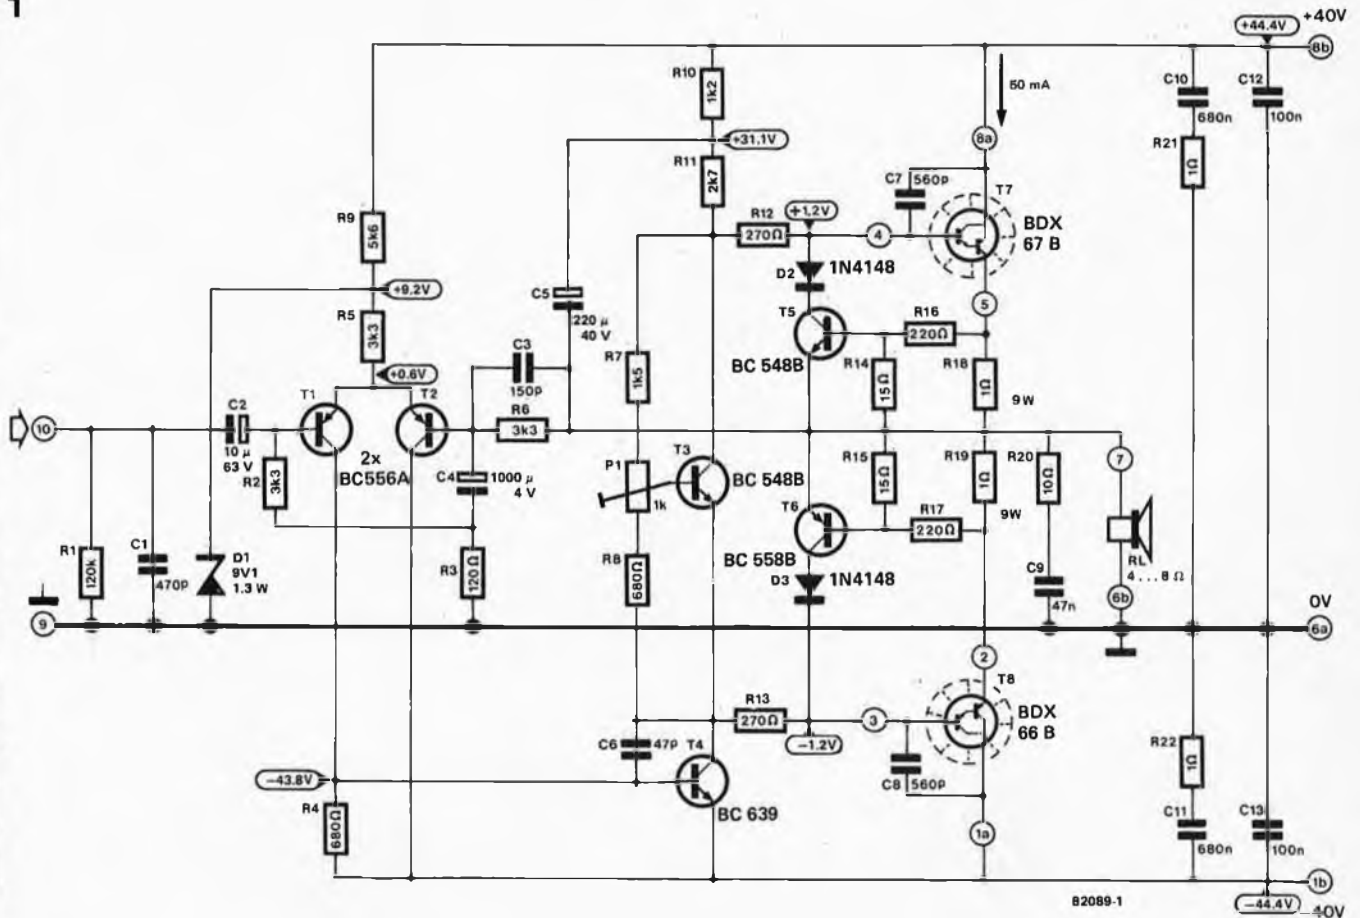 1
+44.4V
+40V
8b
R10
1k2
50 mA
C10
680n
C12
100n
+31.1V
8a
R11
2k7
R21
1Ω
C7
560p
T7
R9
5k6
R12
270Ω
+1.2V
4
BDX
67 B
D2
1N4148
+9.2V
C5
220 µ
40 V
5
R5
3k3
T5
R16
220Ω
C3
150p
R7
1k5
BC 548B
R14
15Ω
R18
1Ω
9W
+0.6V
T1
T2
R6
3k3
10
C2
10 µ
63 V
2x
BC556A
R2
3k3
C4
1000 µ
4 V
P1
1k
T3
BC 548B
R15
15Ω
R19
1Ω
9W
R20
10Ω
7
T6
R17
220Ω
BC 558B
R1
120k
C1
470p
D1
9V1
1.3 W
R3
120Ω
R8
680Ω
D3
1N4148
C9
47n
RL
4...8 Ω
6b
0V
9
6a
2
T8
R13
270Ω
3
BDX
66 B
C6
47p
T4
−1.2V
R22
1Ω
−43.8V
C8
560p
R4
680Ω
BC 639
1a
C11
680n
C13
100n
1b
B2089-1
−44.4V
−40V